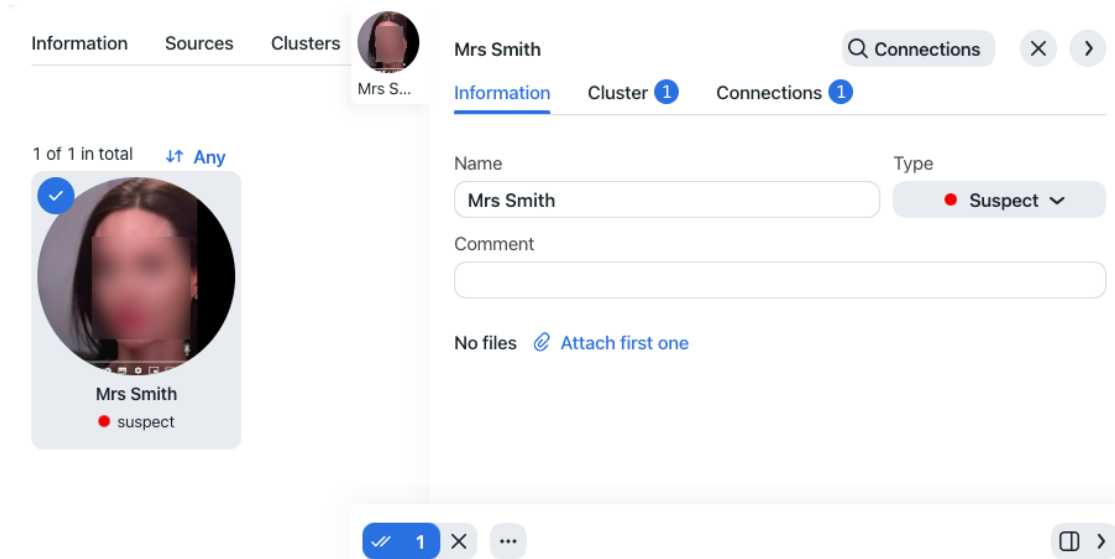 Information Sources Clusters
Mrs S...
1 of 1 in total Any
Mrs Smith
suspect
Mrs Smith Connections
Information Cluster 1 Connections 1
Name Type
Mrs Smith Suspect
Comment
No files Attach first one
1